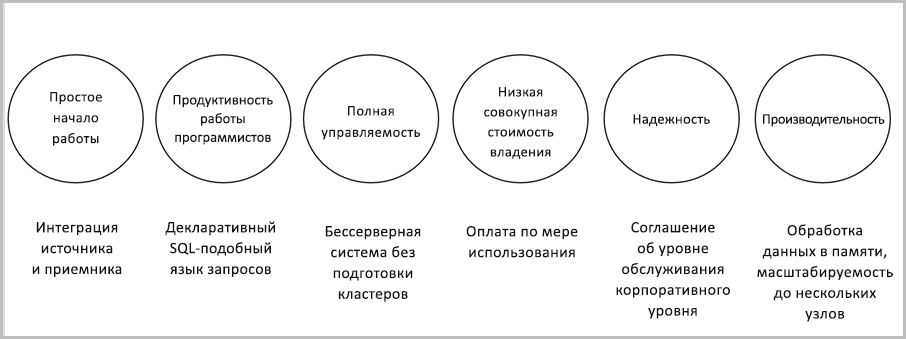 Простое
начало
работы
Продуктивность
работы
программистов
Полная
управляемость
Низкая
совокупная
стоимость
владения
Надежность
Производительность
Интеграция
источника
и приемника
Декларативный
SQL-подобный
язык запросов
Бессерверная
система без
подготовки
кластеров
Оплата по мере
использования
Соглашение
об уровне
обслуживания
корпоративного
уровня
Обработка
данных в памяти,
масштабируемость
до нескольких
узлов